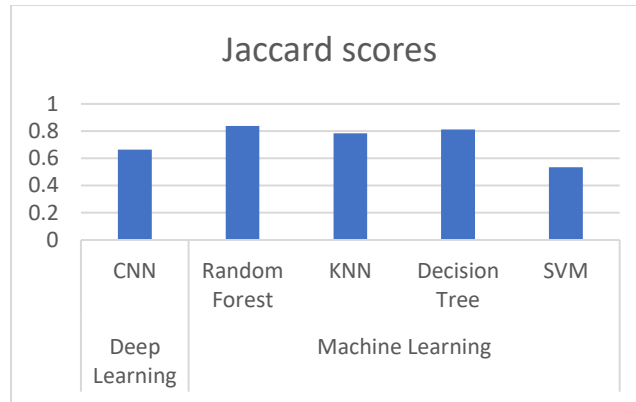 Jaccard scores
1
0.8
0.6
0.4
0.2
0
CNN Random Forest KNN Decision Tree SVM
Deep Learning Machine Learning